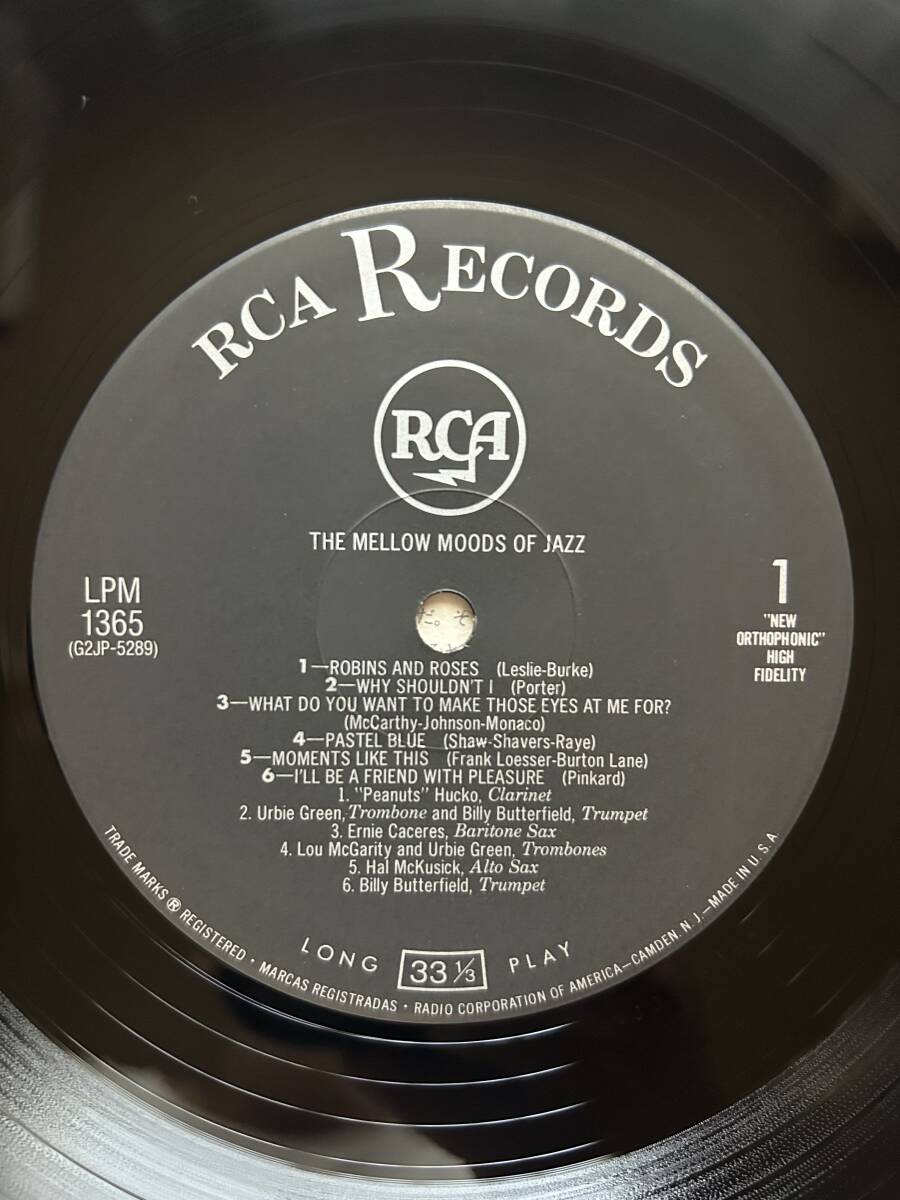 RCA RECORDS
RCA
THE MELLOW MOODS OF JAZZ
LPM
1365
(G2JP-5289)
1
"NEW
ORTHOPHONIC"
HIGH
FIDELITY
1—ROBINS AND ROSES (Leslie-Burke)
2—WHY SHOULDN'T I (Porter)
3—WHAT DO YOU WANT TO MAKE THOSE EYES AT ME FOR?
(McCarthy-Johnson-Monaco)
4—PASTEL BLUE (Shaw-Shavers-Raye)
5—MOMENTS LIKE THIS (Frank Loesser-Burton Lane)
6—I'LL BE A FRIEND WITH PLEASURE (Pinkard)
1. "Peanuts" Hucko, Clarinet
2. Urbie Green, Trombone and Billy Butterfield, Trumpet
3. Ernie Caceres, Baritone Sax
4. Lou McGarity and Urbie Green, Trombones
5. Hal McKusick, Alto Sax
6. Billy Butterfield, Trumpet
LONG 33 1/3 PLAY
TRADE MARKS ® REGISTERED • MARCAS REGISTRADAS • RADIO CORPORATION OF AMERICA—CAMDEN, N. J.—MADE IN U. S. A.